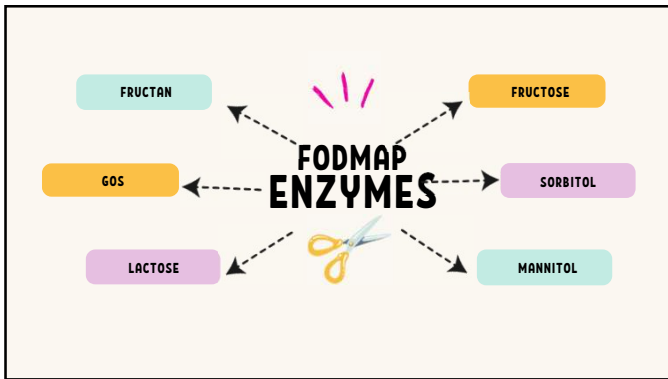 FRUCTAN
FRUCTOSE
FODMAP
ENZYMES
GOS
SORBITOL
LACTOSE
MANNITOL